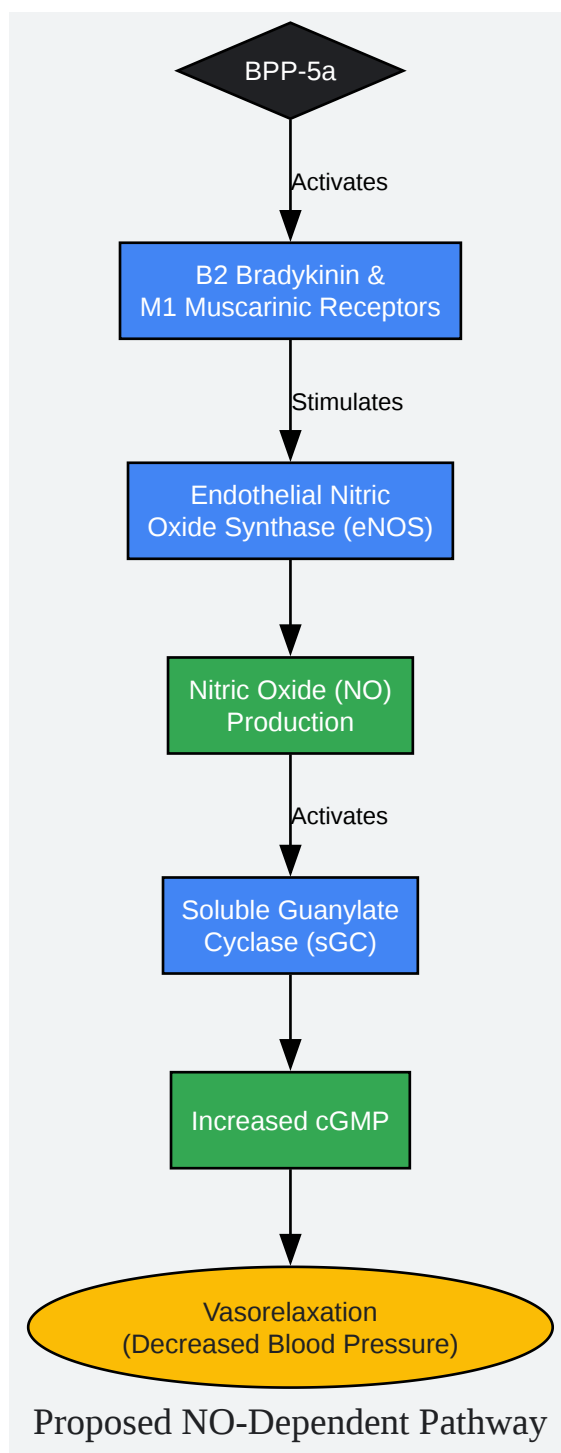 BPP-5a
Activates
B2 Bradykinin &
M1 Muscarinic Receptors
Stimulates
Endothelial Nitric
Oxide Synthase (eNOS)
Nitric Oxide (NO)
Production
Activates
Soluble Guanylate
Cyclase (sGC)
Increased cGMP
Vasorelaxation
(Decreased Blood Pressure)
Proposed NO-Dependent Pathway